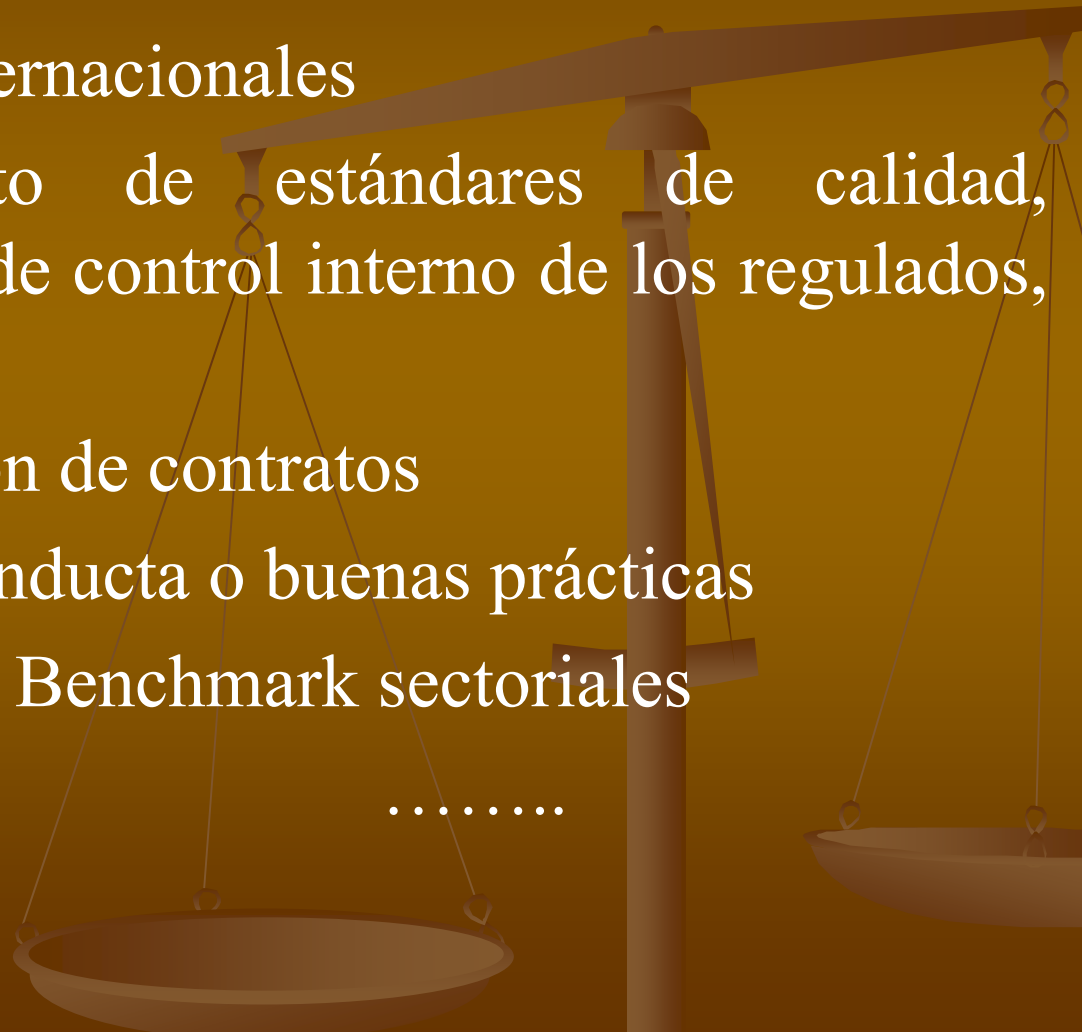 ernacionales
to de estándares de calidad,
de control interno de los regulados,
n de contratos
nducta o buenas prácticas
Benchmark sectoriales
……..